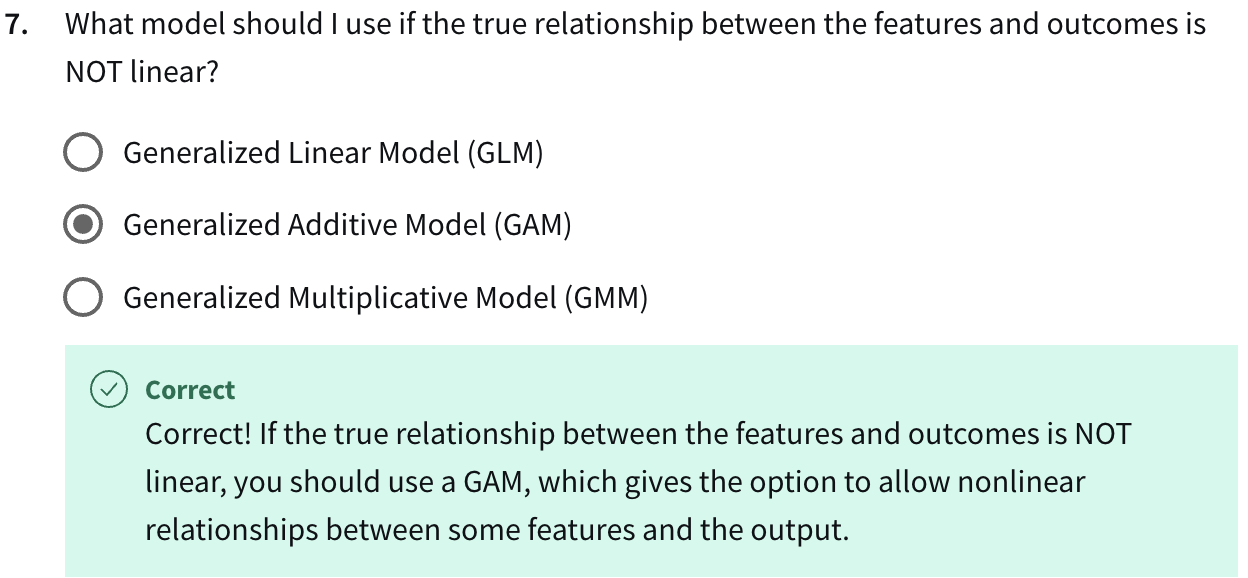 7. What model should I use if the true relationship between the features and outcomes is
NOT linear?
Generalized Linear Model (GLM)
Generalized Additive Model (GAM)
Generalized Multiplicative Model (GMM)
Correct
Correct! If the true relationship between the features and outcomes is NOT
linear, you should use a GAM, which gives the option to allow nonlinear
relationships between some features and the output.